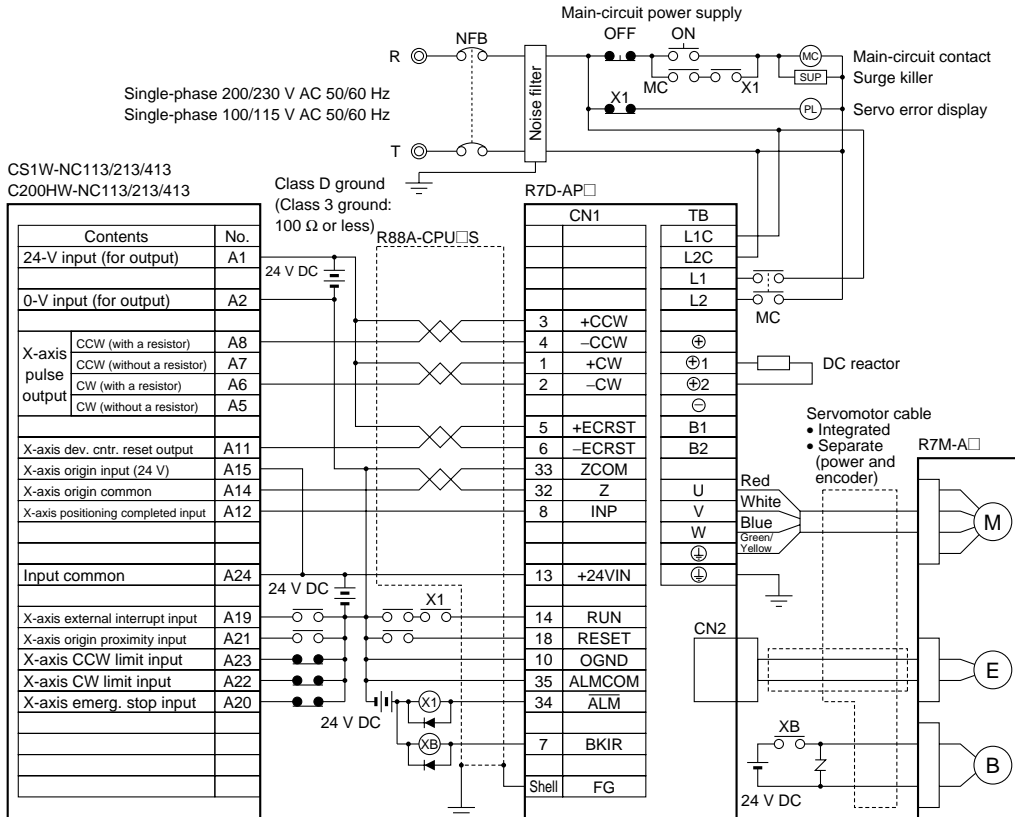 Main-circuit power supply
OFF ON
R NFB
MC Main-circuit contact
SUP Surge killer
MC X1
X1
PL Servo error display
Noise filter
Single-phase 200/230 V AC 50/60 Hz
Single-phase 100/115 V AC 50/60 Hz
T
CS1W-NC113/213/413
C200HW-NC113/213/413
Class D ground
(Class 3 ground:
100 Ω or less)
R88A-CPU□S
R7D-AP□
Contents No.
24-V input (for output) A1
0-V input (for output) A2
X-axis pulse output
CCW (with a resistor) A8
CCW (without a resistor) A7
CW (with a resistor) A6
CW (without a resistor) A5
X-axis dev. cntr. reset output A11
X-axis origin input (24 V) A15
X-axis origin common A14
X-axis positioning completed input A12
Input common A24
X-axis external interrupt input A19
X-axis origin proximity input A21
X-axis CCW limit input A23
X-axis CW limit input A22
X-axis emerg. stop input A20
24 V DC
24 V DC
X1
24 V DC
X1
XB
CN1
3 +CCW
4 −CCW
1 +CW
2 −CW
5 +ECRST
6 −ECRST
33 ZCOM
32 Z
8 INP
13 +24VIN
14 RUN
18 RESET
10 OGND
35 ALMCOM
34 A̅L̅M̅
7 BKIR
Shell FG
TB
L1C
L2C
L1
L2
MC
⊕
⊕1
⊕2
⊖
B1
B2
U
V
W
DC reactor
Red
White
Blue
Green/
Yellow
Servomotor cable
• Integrated
• Separate
(power and
encoder)
R7M-A□
M
CN2
E
XB
24 V DC
B